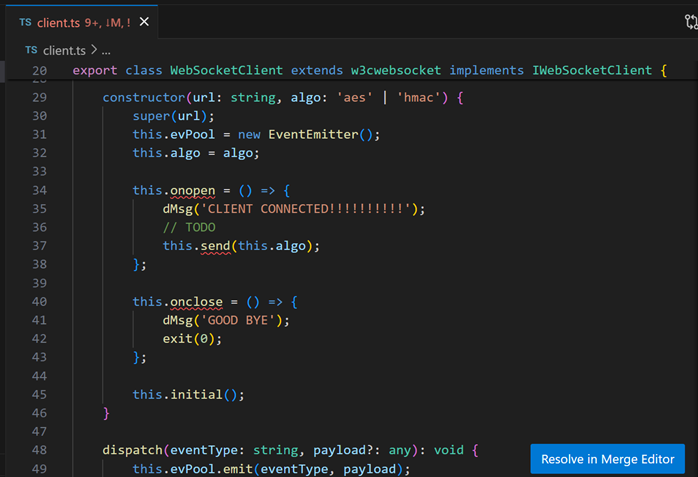 TS client.ts 9+, ↓M, !
TS client.ts > ...
20 export class WebSocketClient extends w3cwebsocket implements IWebSocketClient {
29 constructor(url: string, algo: 'aes' | 'hmac') {
30 super(url);
31 this.evPool = new EventEmitter();
32 this.algo = algo;
33
34 this.onopen = () => {
35 dMsg('CLIENT CONNECTED!!!!!!!!!!');
36 // TODO
37 this.send(this.algo);
38 };
39
40 this.onclose = () => {
41 dMsg('GOOD BYE');
42 exit(0);
43 };
44
45 this.initial();
46 }
47
48 dispatch(eventType: string, payload?: any): void {
49 this.evPool.emit(eventType, payload);
Resolve in Merge Editor